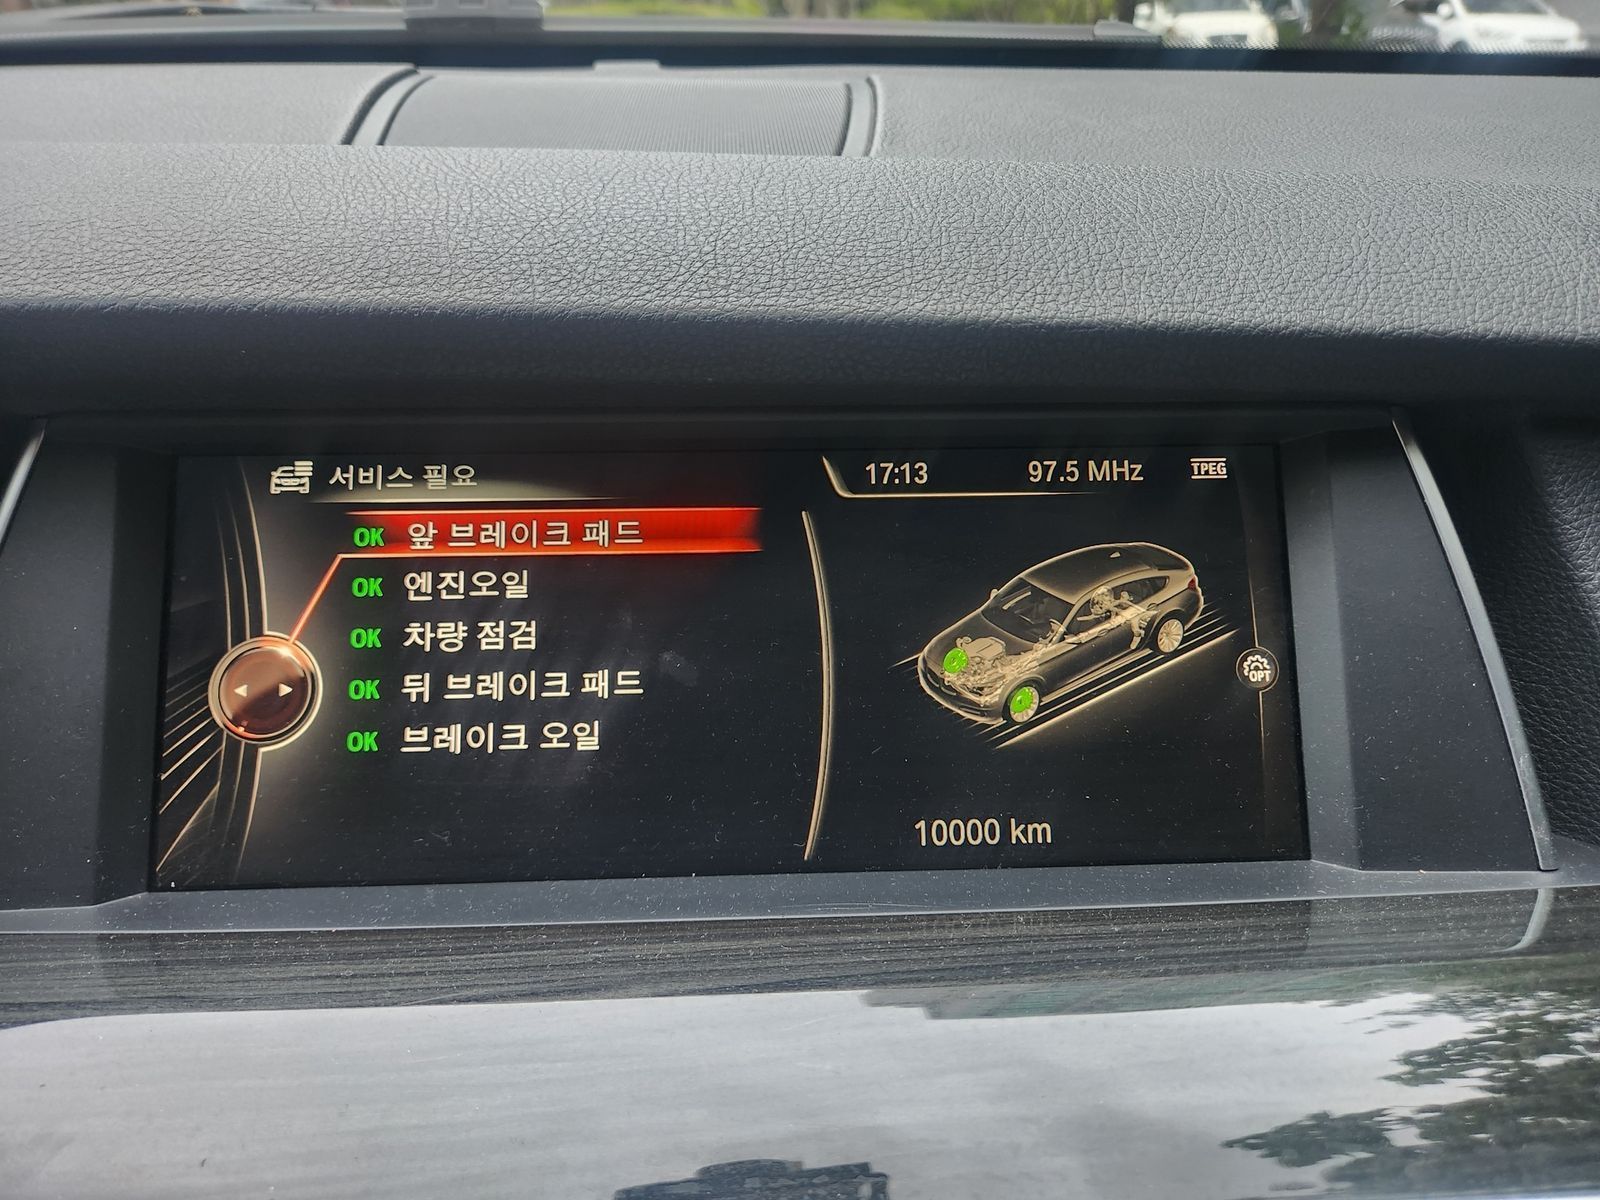 서비스 필요
17:13 97.5 MHz TPEG
OK 앞 브레이크 패드
OK 엔진오일
OK 차량 점검
OK 뒤 브레이크 패드
OK 브레이크 오일
OPT
10000 km